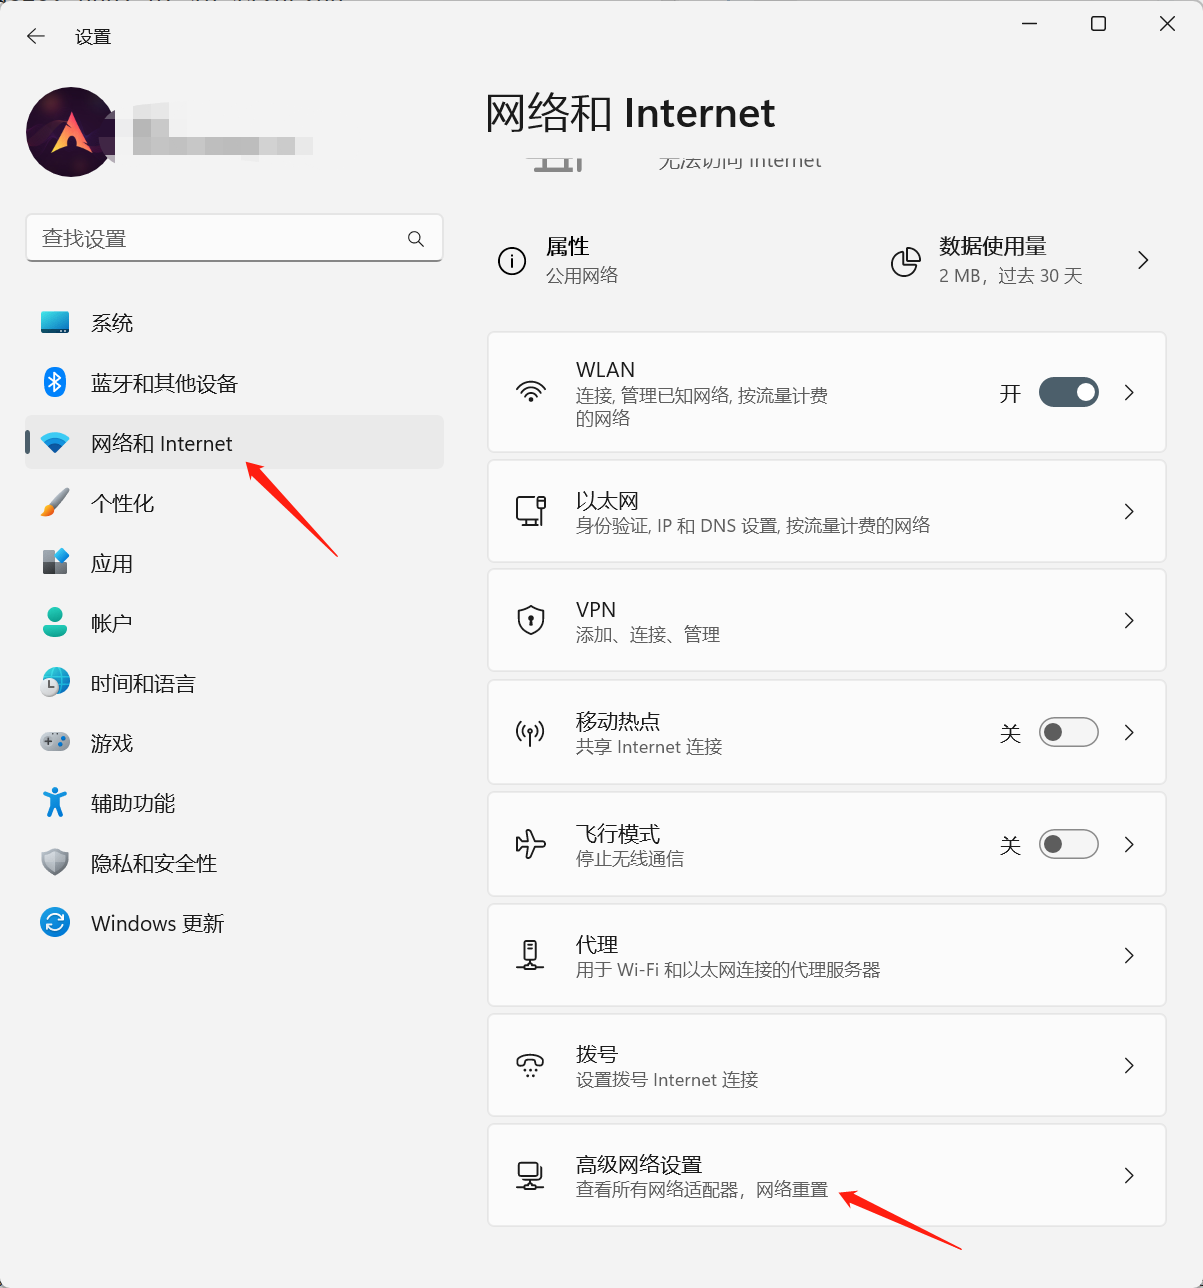 设置
网络和 Internet
无法访问 Internet
查找设置
属性
公用网络
数据使用量
2 MB，过去 30 天
系统
蓝牙和其他设备
网络和 Internet
个性化
应用
帐户
时间和语言
游戏
辅助功能
隐私和安全性
Windows 更新
WLAN
连接, 管理已知网络, 按流量计费
的网络
开
以太网
身份验证, IP 和 DNS 设置, 按流量计费的网络
VPN
添加、连接、管理
移动热点
共享 Internet 连接
关
飞行模式
停止无线通信
关
代理
用于 Wi-Fi 和以太网连接的代理服务器
拨号
设置拨号 Internet 连接
高级网络设置
查看所有网络适配器，网络重置